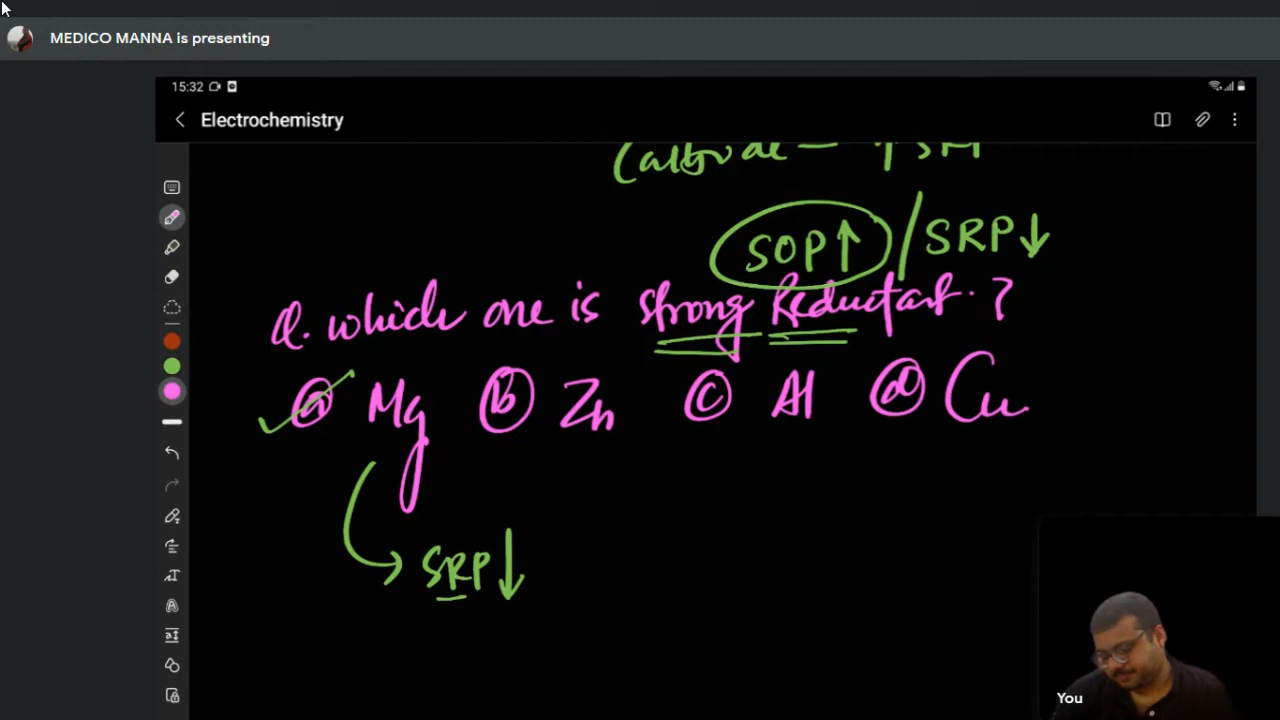 MEDICO MANNA is presenting
15:32
Electrochemistry
Cathode =
SOP↑ / SRP↓
Q. which one is strong Reductant. ?
(a) Mg (b) Zn (c) Al (d) Cu
SRP↓
You